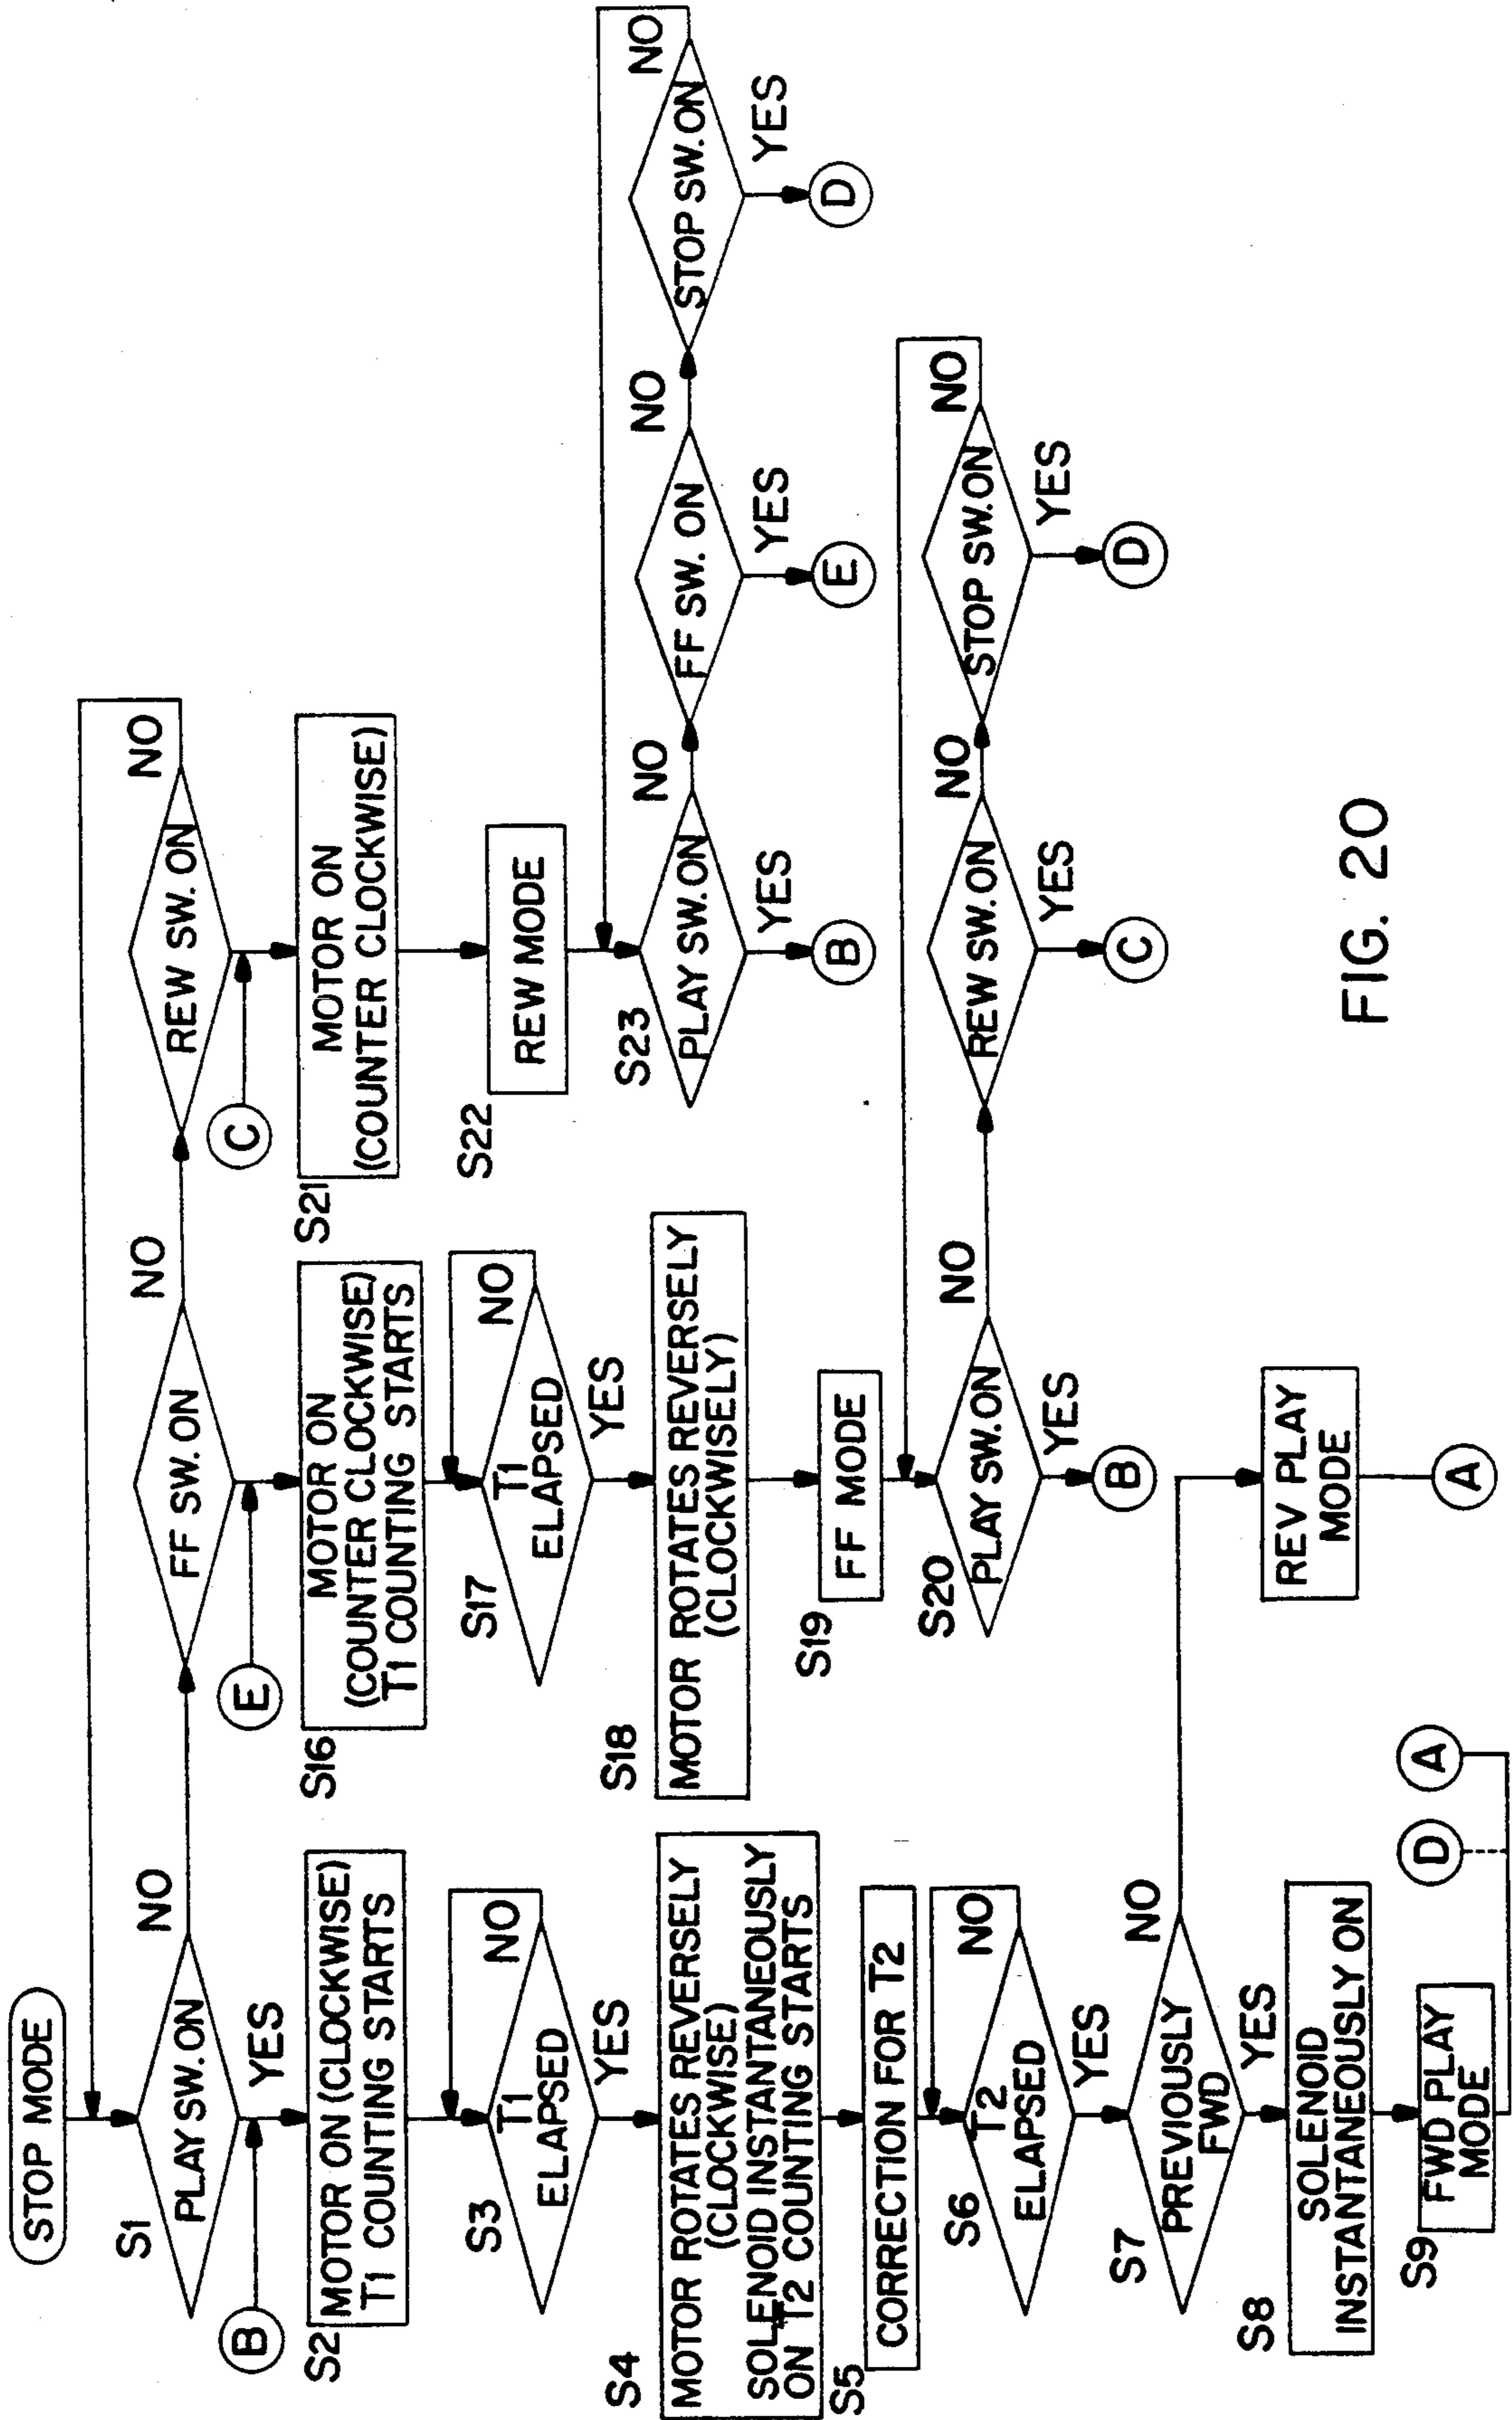 STOP MODE
S1
PLAY SW. ON
NO
YES
B
S2
MOTOR ON (CLOCKWISE)
T1 COUNTING STARTS
S3
T1
ELAPSED
NO
YES
S4
MOTOR ROTATES REVERSELY
(CLOCKWISE)
SOLENOID INSTANTANEOUSLY
ON T2 COUNTING STARTS
S5
CORRECTION FOR T2
S6
T2
ELAPSED
NO
YES
S7
PREVIOUSLY
FWD
NO
YES
S8
SOLENOID
INSTANTANEOUSLY ON
S9
FWD PLAY
MODE
D
A
REV PLAY
MODE
A
FF SW. ON
NO
E
S16
MOTOR ON
(COUNTER CLOCKWISE)
T1 COUNTING STARTS
S17
T1
ELAPSED
NO
YES
S18
MOTOR ROTATES REVERSELY
(CLOCKWISELY)
S19
FF MODE
S20
PLAY SW. ON
NO
YES
B
REW SW. ON
NO
YES
C
STOP SW. ON
NO
YES
D
REW SW. ON
NO
C
S21
MOTOR ON
(COUNTER CLOCKWISE)
S22
REW MODE
S23
PLAY SW. ON
NO
YES
B
FF SW. ON
NO
YES
E
STOP SW. ON
NO
YES
D
FIG. 20